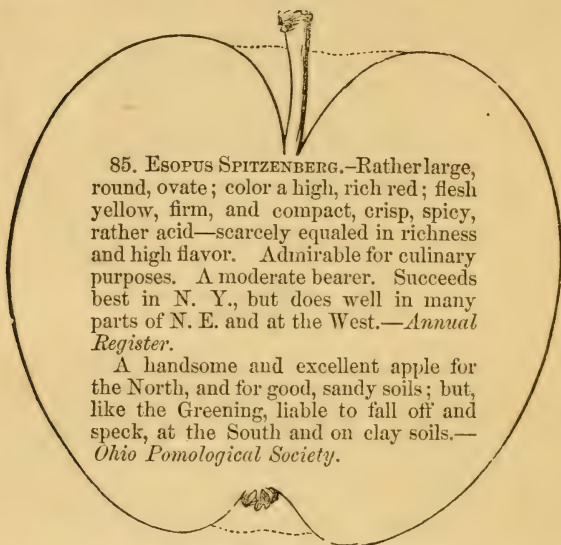 85. ESOPUS SPITZENBERG.–Rather large,
round, ovate; color a high, rich red; flesh
yellow, firm, and compact, crisp, spicy,
rather acid—scarcely equaled in richness
and high flavor. Admirable for culinary
purposes. A moderate bearer. Succeeds
best in N. Y., but does well in many
parts of N. E. and at the West.—Annual
Register.
A handsome and excellent apple for
the North, and for good, sandy soils; but,
like the Greening, liable to fall off and
speck, at the South and on clay soils.—
Ohio Pomological Society.